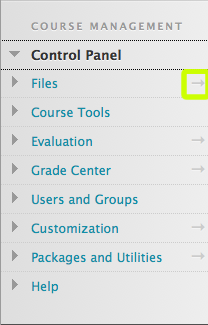 COURSE MANAGEMENT
Control Panel
Files
Course Tools
Evaluation
Grade Center
Users and Groups
Customization
Packages and Utilities
Help